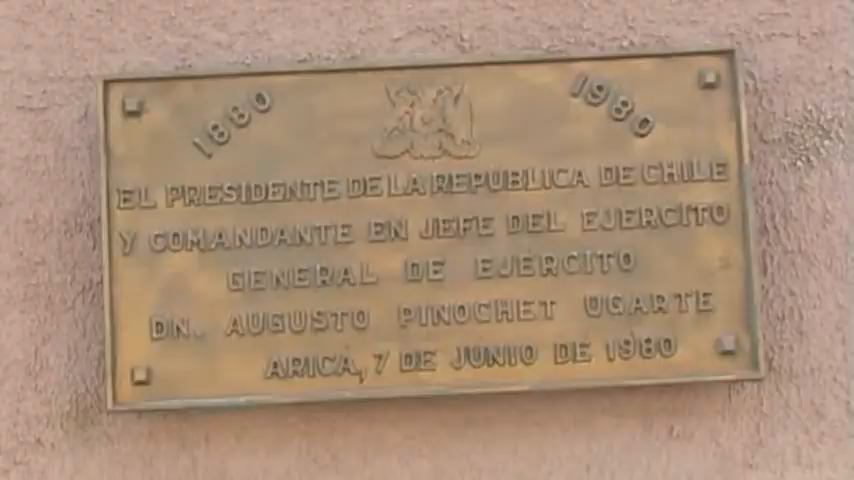 1880 1980
EL PRESIDENTE DE LA REPUBLICA DE CHILE
Y COMANDANTE EN JEFE DEL EJERCITO
GENERAL DE EJERCITO
DN. AUGUSTO PINOCHET UGARTE
ARICA, 7 DE JUNIO DE 1980